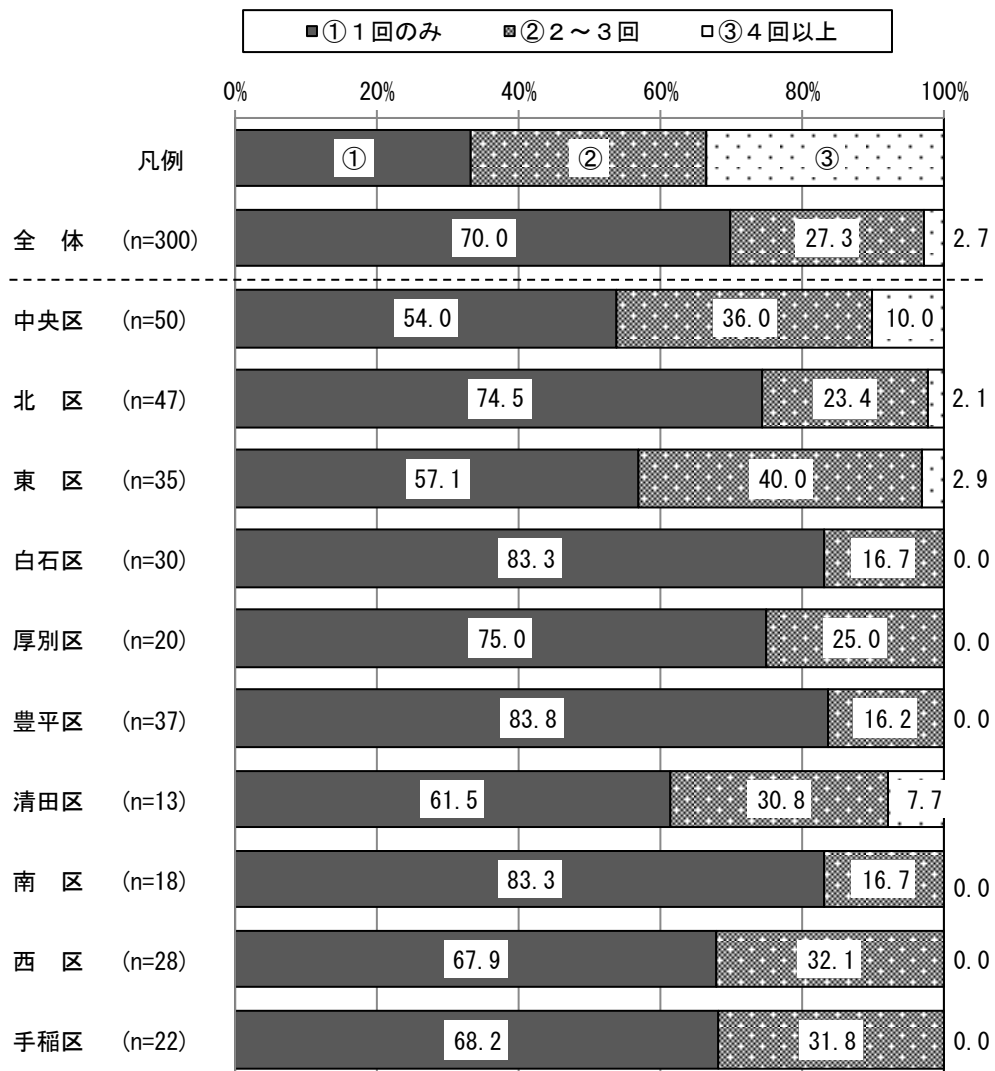 ■①１回のみ ▩②２～３回 □③４回以上
0% 20% 40% 60% 80% 100%
凡例 ① ② ③
全　体 (n=300) 70.0 27.3 2.7
中央区 (n=50) 54.0 36.0 10.0
北　区 (n=47) 74.5 23.4 2.1
東　区 (n=35) 57.1 40.0 2.9
白石区 (n=30) 83.3 16.7 0.0
厚別区 (n=20) 75.0 25.0 0.0
豊平区 (n=37) 83.8 16.2 0.0
清田区 (n=13) 61.5 30.8 7.7
南　区 (n=18) 83.3 16.7 0.0
西　区 (n=28) 67.9 32.1 0.0
手稲区 (n=22) 68.2 31.8 0.0